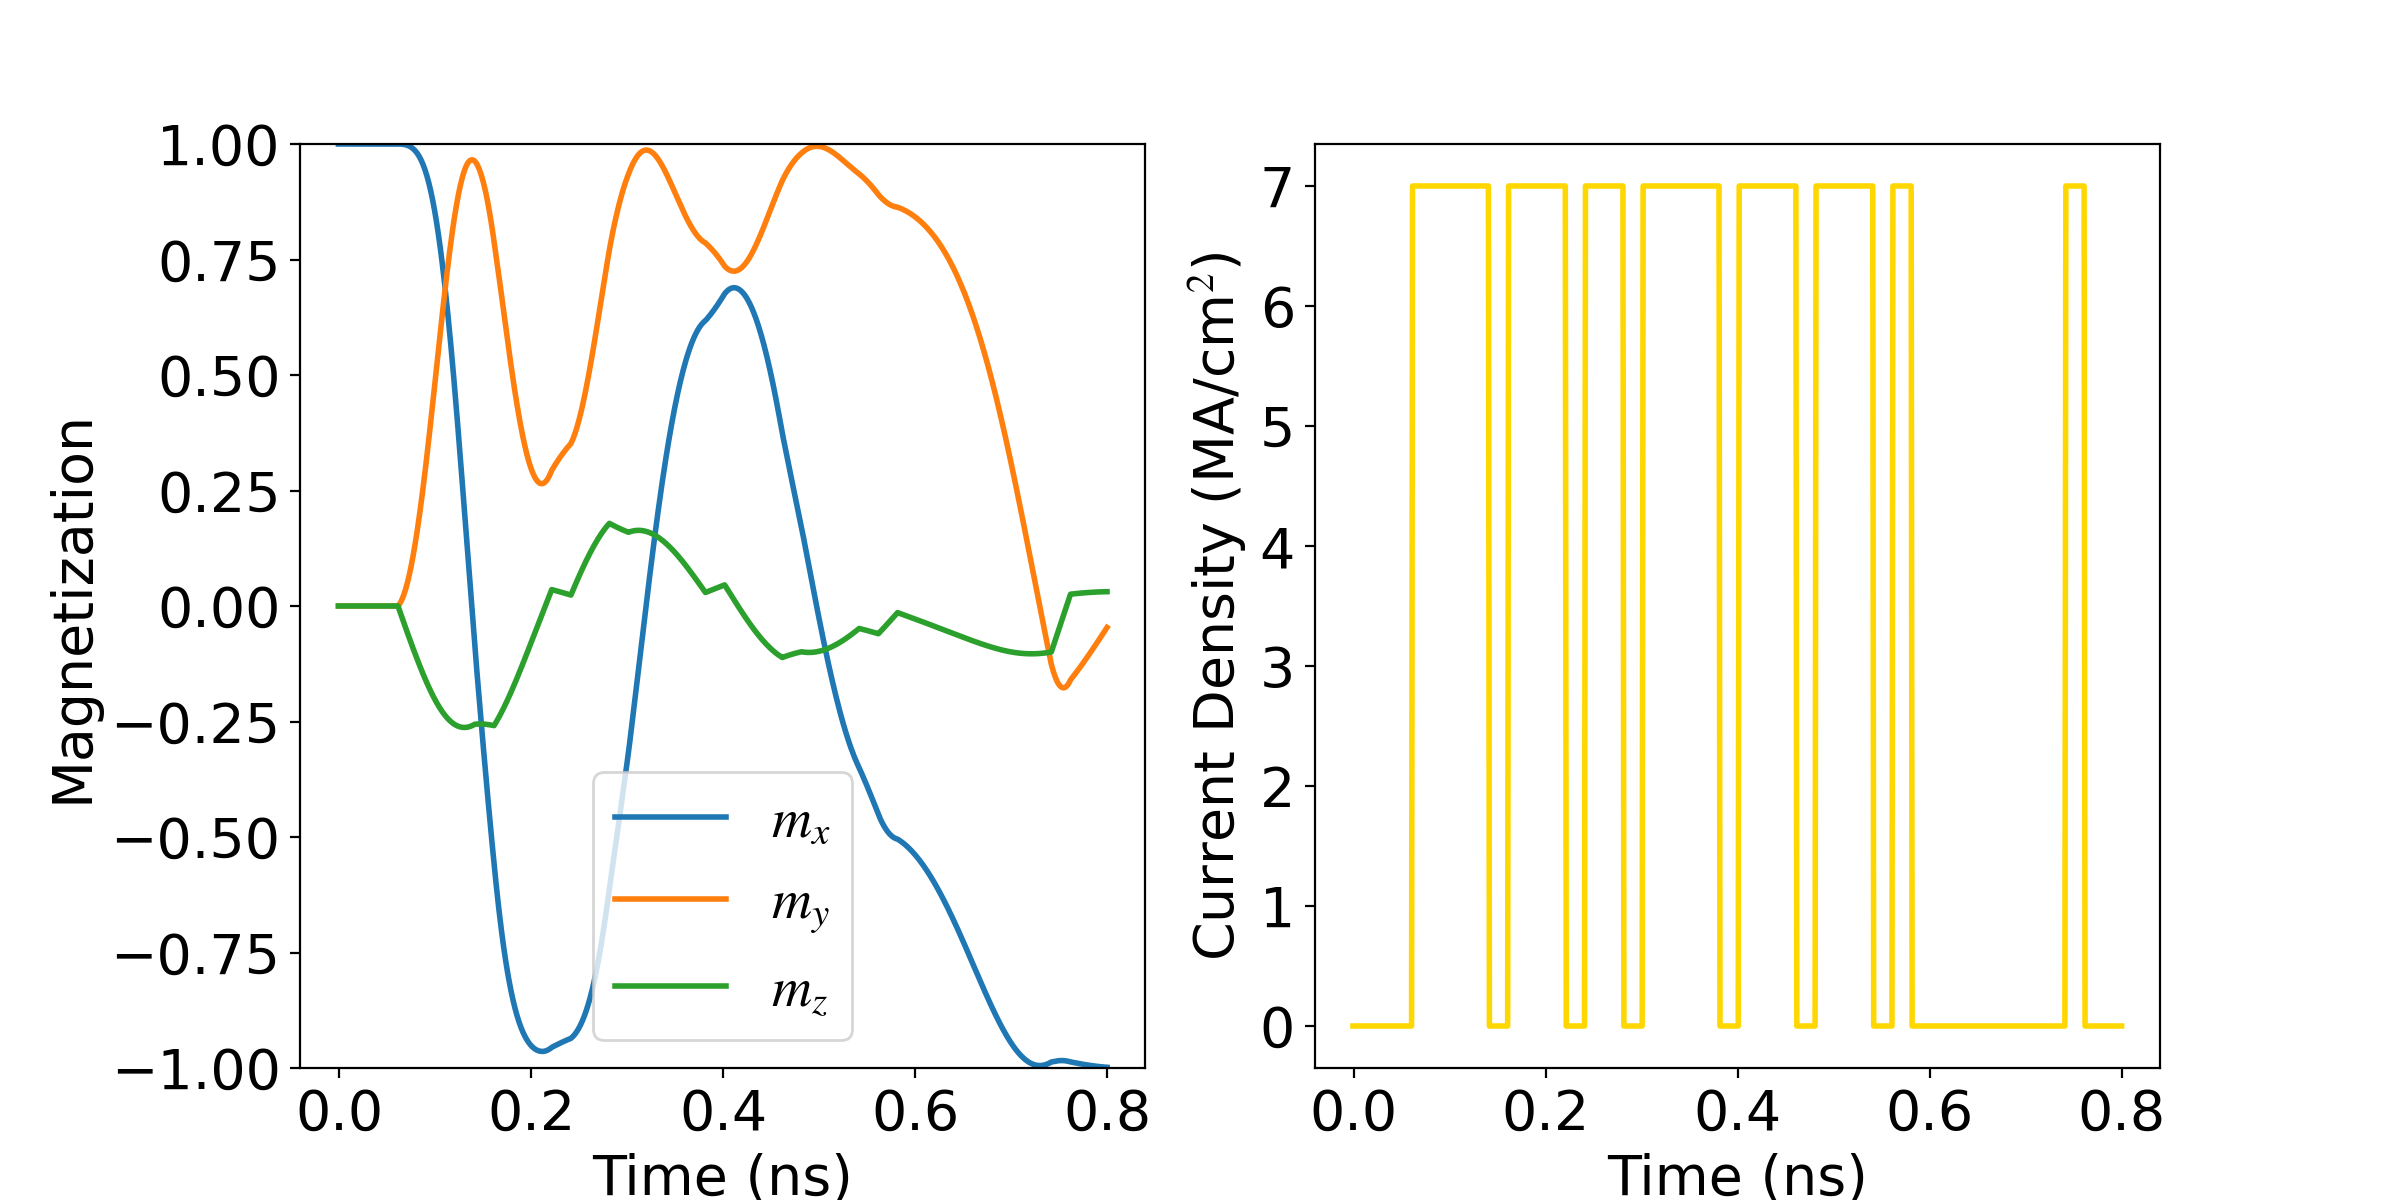 1.00
0.75
0.50
0.25
0.00
−0.25
−0.50
−0.75
−1.00
Magnetization
0.0 0.2 0.4 0.6 0.8
Time (ns)
m_x
m_y
m_z
7
6
5
4
3
2
1
0
Current Density (MA/cm²)
0.0 0.2 0.4 0.6 0.8
Time (ns)